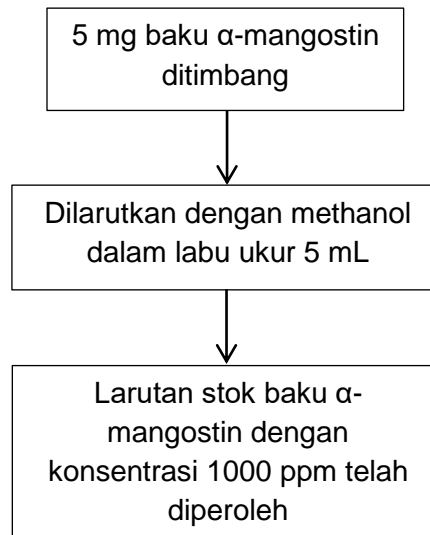 5 mg baku α-mangostin
ditimbang
Dilarutkan dengan methanol
dalam labu ukur 5 mL
Larutan stok baku α-
mangostin dengan
konsentrasi 1000 ppm telah
diperoleh